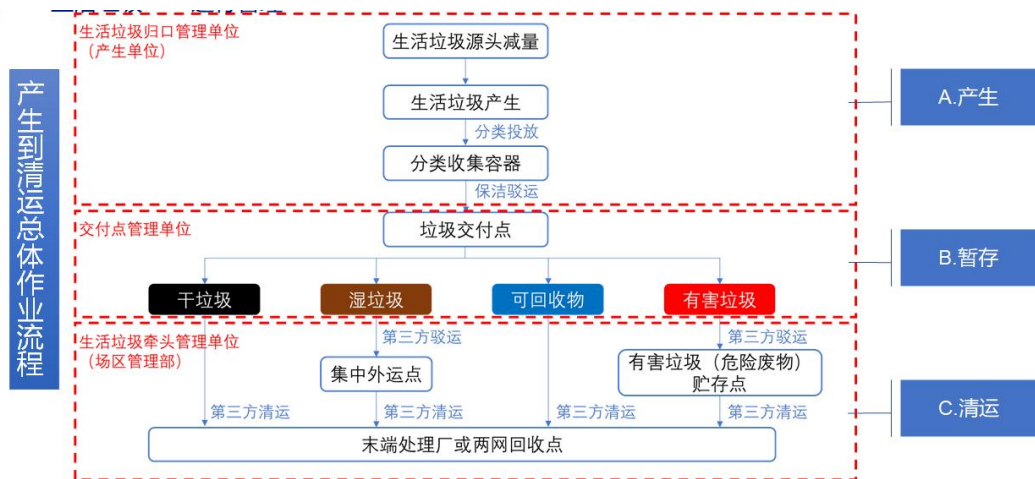 产生到清运总体作业流程
生活垃圾归口管理单位
（产生单位）
生活垃圾源头减量
生活垃圾产生
分类投放
分类收集容器
保洁驳运
A.产生
交付点管理单位
垃圾交付点
干垃圾
湿垃圾
可回收物
有害垃圾
B.暂存
生活垃圾牵头管理单位
（场区管理部）
第三方驳运
第三方驳运
集中外运点
有害垃圾（危险废物）
贮存点
第三方清运
第三方清运
第三方清运
第三方清运
末端处理厂或两网回收点
C.清运